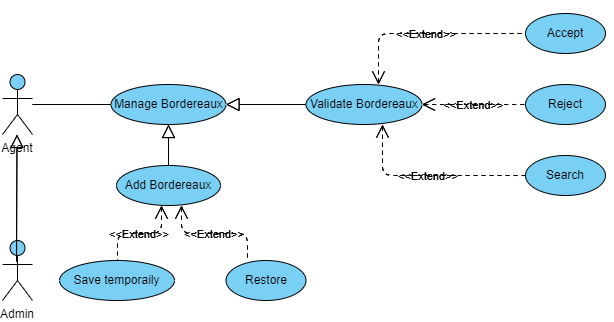 <<Extend>>
Accept
Manage Bordereaux
Validate Bordereaux
<<Extend>>
Reject
Agent
<<Extend>>
Search
Add Bordereaux
<<Extend>>
<<Extend>>
Save temporaily
Restore
Admin